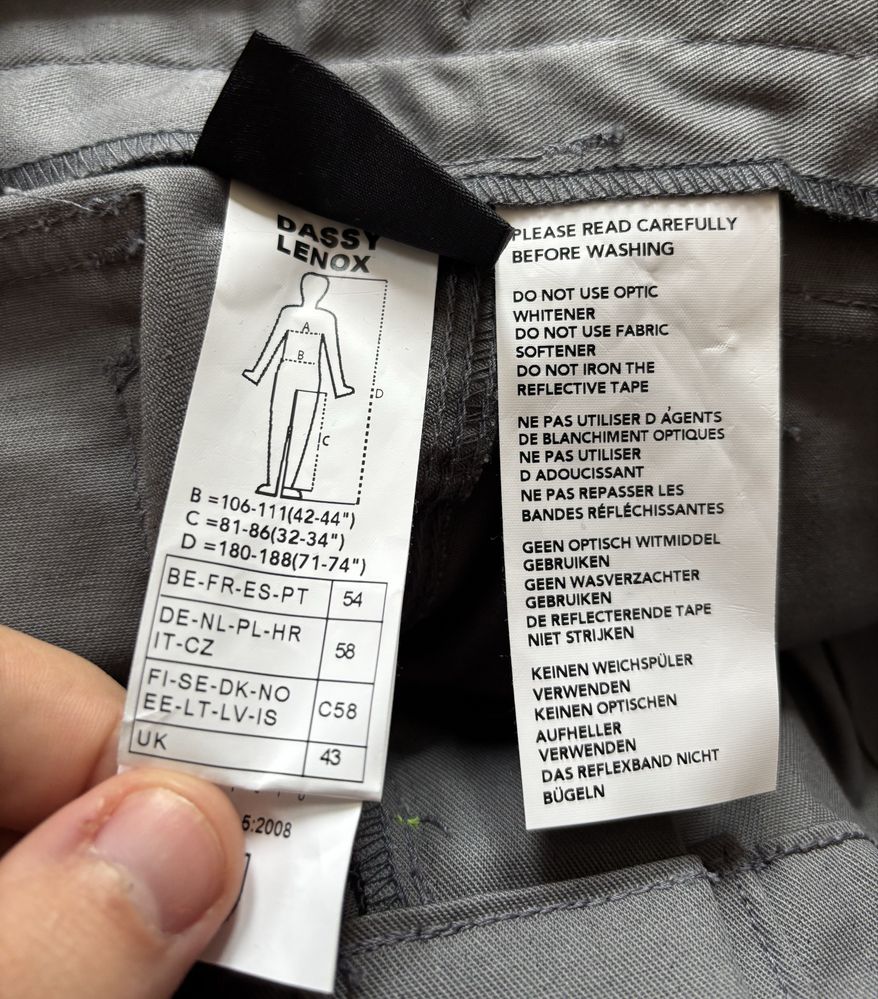 DASSY
LENOX
A
B
D
C
B =106-111(42-44")
C =81-86(32-34")
D =180-188(71-74")
BE-FR-ES-PT 54
DE-NL-PL-HR
IT-CZ 58
FI-SE-DK-NO
EE-LT-LV-IS C58
UK 43
5:2008
PLEASE READ CAREFULLY
BEFORE WASHING
DO NOT USE OPTIC
WHITENER
DO NOT USE FABRIC
SOFTENER
DO NOT IRON THE
REFLECTIVE TAPE
NE PAS UTILISER D ÁGENTS
DE BLANCHIMENT OPTIQUES
NE PAS UTILISER
D ADOUCISSANT
NE PAS REPASSER LES
BANDES RÉFLÉCHISSANTES
GEEN OPTISCH WITMIDDEL
GEBRUIKEN
GEEN WASVERZACHTER
GEBRUIKEN
DE REFLECTERENDE TAPE
NIET STRIJKEN
KEINEN WEICHSPÜLER
VERWENDEN
KEINEN OPTISCHEN
AUFHELLER
VERWENDEN
DAS REFLEXBAND NICHT
BÜGELN